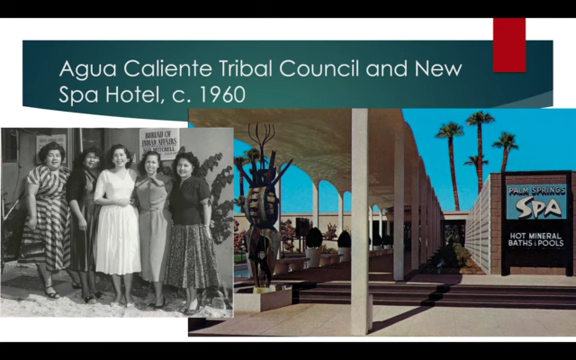 Agua Caliente Tribal Council and New
Spa Hotel, c. 1960
BUREAU OF
INDIAN AFFAIRS
PALM SPRINGS
SPA
HOT MINERAL
BATHS & POOLS